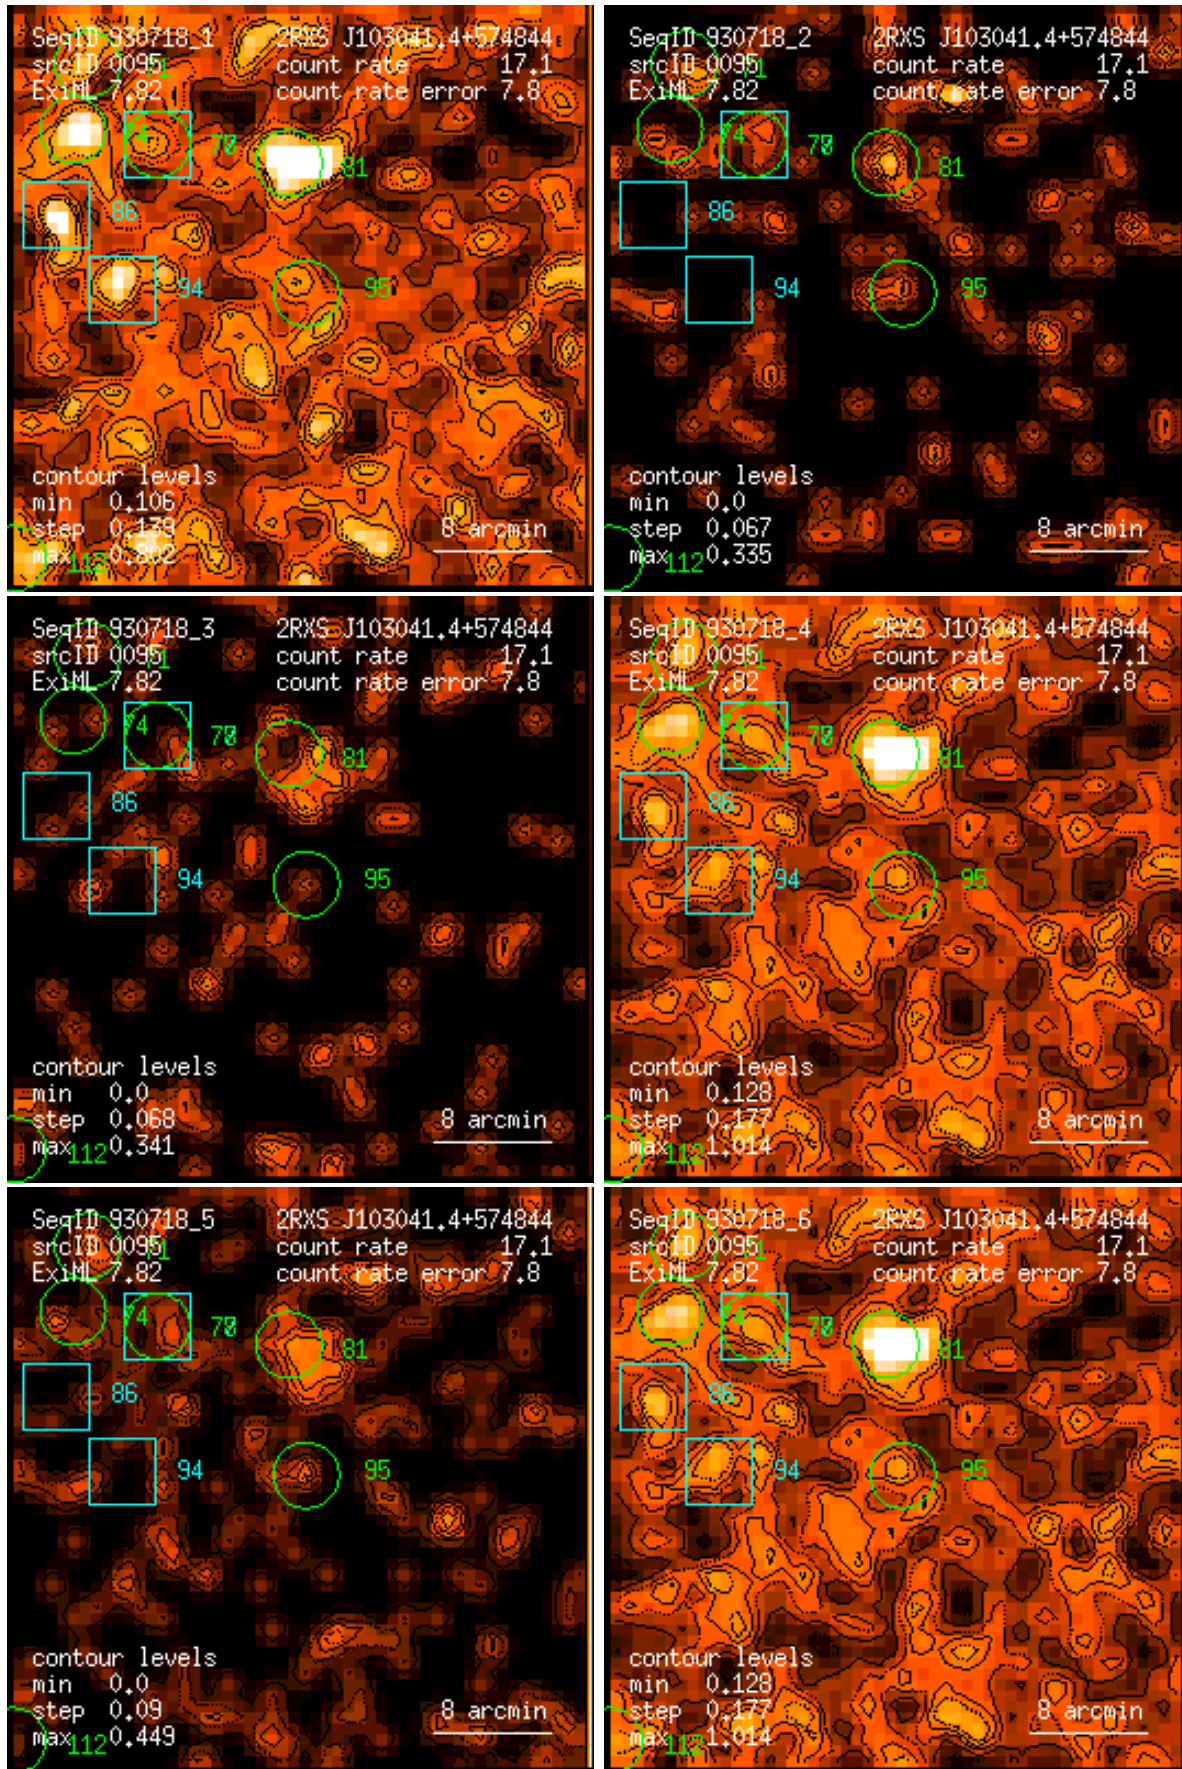 SeqID 930718_1 2RXS J103041.4+574844
srcID 0095 count rate 17.1
ExiML 7.82 count rate error 7.8
74
81
86
94
95
contour levels
min 0.106
step 0.139
max 0.802
8 arcmin
112
SeqID 930718_2 2RXS J103041.4+574844
srcID 0095 count rate 17.1
ExiML 7.82 count rate error 7.8
74
81
86
94
95
contour levels
min 0.0
step 0.067
max 0.335
8 arcmin
112
SeqID 930718_3 2RXS J103041.4+574844
srcID 0095 count rate 17.1
ExiML 7.82 count rate error 7.8
74
81
86
94
95
contour levels
min 0.0
step 0.068
max 0.341
8 arcmin
112
SeqID 930718_4 2RXS J103041.4+574844
srcID 0095 count rate 17.1
ExiML 7.82 count rate error 7.8
74
81
86
94
95
contour levels
min 0.128
step 0.177
max 1.014
8 arcmin
112
SeqID 930718_5 2RXS J103041.4+574844
srcID 0095 count rate 17.1
ExiML 7.82 count rate error 7.8
74
81
86
94
95
contour levels
min 0.0
step 0.09
max 0.449
8 arcmin
112
SeqID 930718_6 2RXS J103041.4+574844
srcID 0095 count rate 17.1
ExiML 7.82 count rate error 7.8
74
81
86
94
95
contour levels
min 0.128
step 0.177
max 1.014
8 arcmin
112